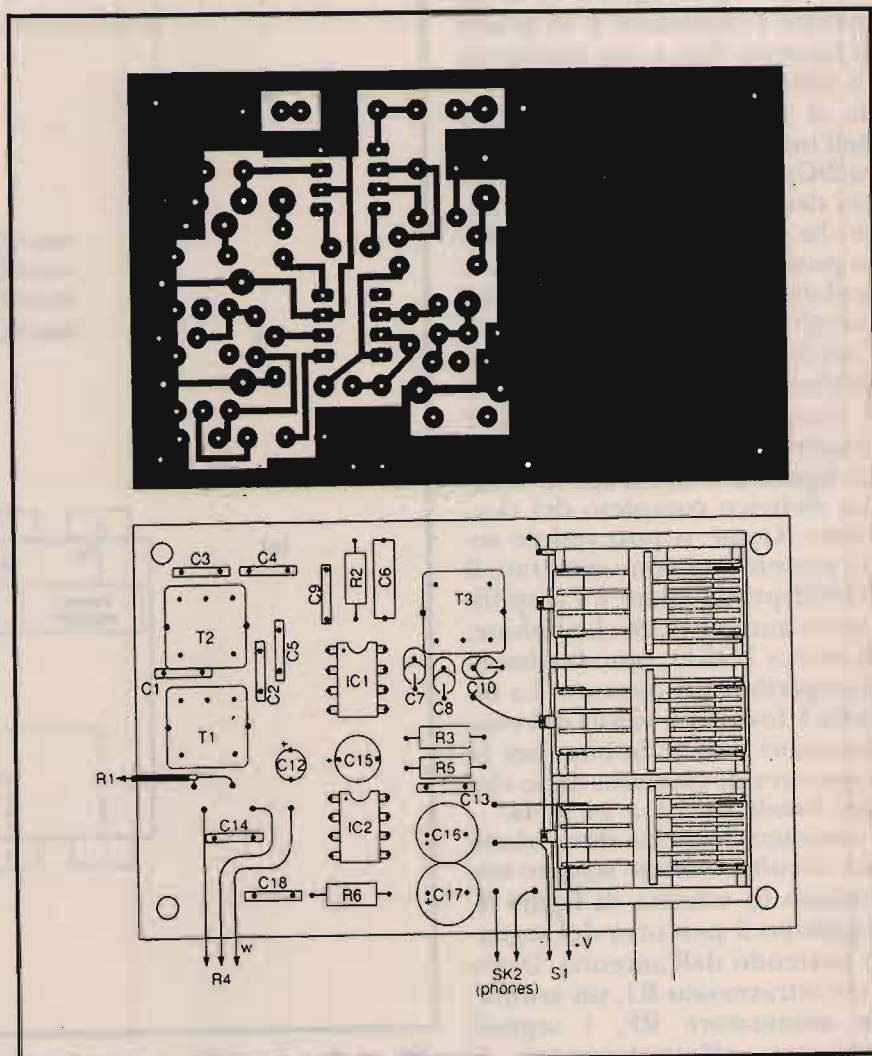 C3
C4
C9
R2
C6
T3
T2
C5
C1
C2
IC1
C7
C8
C10
T1
R3
R1
+
C12
+
C15
R5
C13
IC2
C16
+
C14
C18
R6
C17
+
w
R4
SK2
(phones)
S1
+V